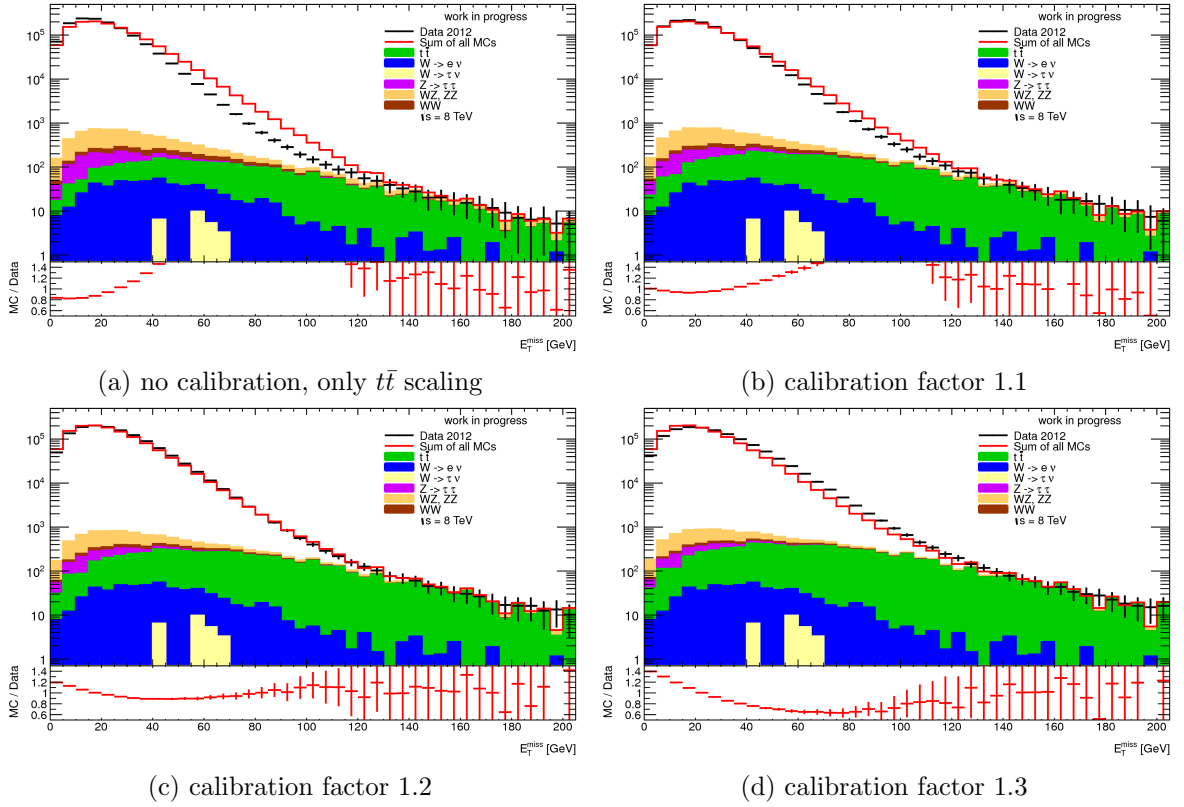 work in progress
Data 2012
Sum of all MCs
t t̄
W -> e ν
W -> τ ν
Z -> τ τ
WZ, ZZ
WW
√s = 8 TeV
10⁵
10⁴
10³
10²
10
1
MC / Data
1.4
1.2
1
0.8
0.6
0 20 40 60 80 100 120 140 160 180 200
E_T^miss [GeV]
(a) no calibration, only tt̄ scaling
work in progress
Data 2012
Sum of all MCs
t t̄
W -> e ν
W -> τ ν
Z -> τ τ
WZ, ZZ
WW
√s = 8 TeV
10⁵
10⁴
10³
10²
10
1
MC / Data
1.4
1.2
1
0.8
0.6
0 20 40 60 80 100 120 140 160 180 200
E_T^miss [GeV]
(b) calibration factor 1.1
work in progress
Data 2012
Sum of all MCs
t t̄
W -> e ν
W -> τ ν
Z -> τ τ
WZ, ZZ
WW
√s = 8 TeV
10⁵
10⁴
10³
10²
10
1
MC / Data
1.4
1.2
1
0.8
0.6
0 20 40 60 80 100 120 140 160 180 200
E_T^miss [GeV]
(c) calibration factor 1.2
work in progress
Data 2012
Sum of all MCs
t t̄
W -> e ν
W -> τ ν
Z -> τ τ
WZ, ZZ
WW
√s = 8 TeV
10⁵
10⁴
10³
10²
10
1
MC / Data
1.4
1.2
1
0.8
0.6
0 20 40 60 80 100 120 140 160 180 200
E_T^miss [GeV]
(d) calibration factor 1.3